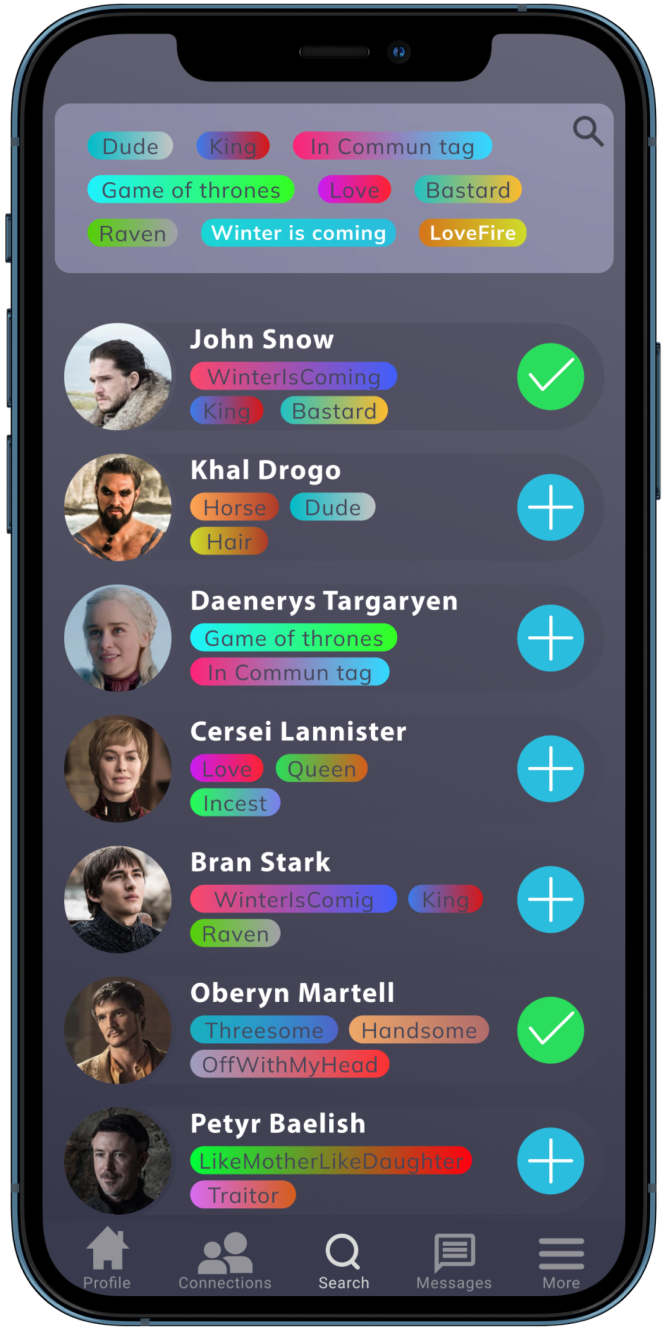 Dude King In Commun tag
Game of thrones Love Bastard
Raven Winter is coming LoveFire
John Snow
WinterIsComing
King Bastard
Khal Drogo
Horse Dude
Hair
Daenerys Targaryen
Game of thrones
In Commun tag
Cersei Lannister
Love Queen
Incest
Bran Stark
WinterIsComig King
Raven
Oberyn Martell
Threesome Handsome
OffWithMyHead
Petyr Baelish
LikeMotherLikeDaughter
Traitor
Profile Connections Search Messages More